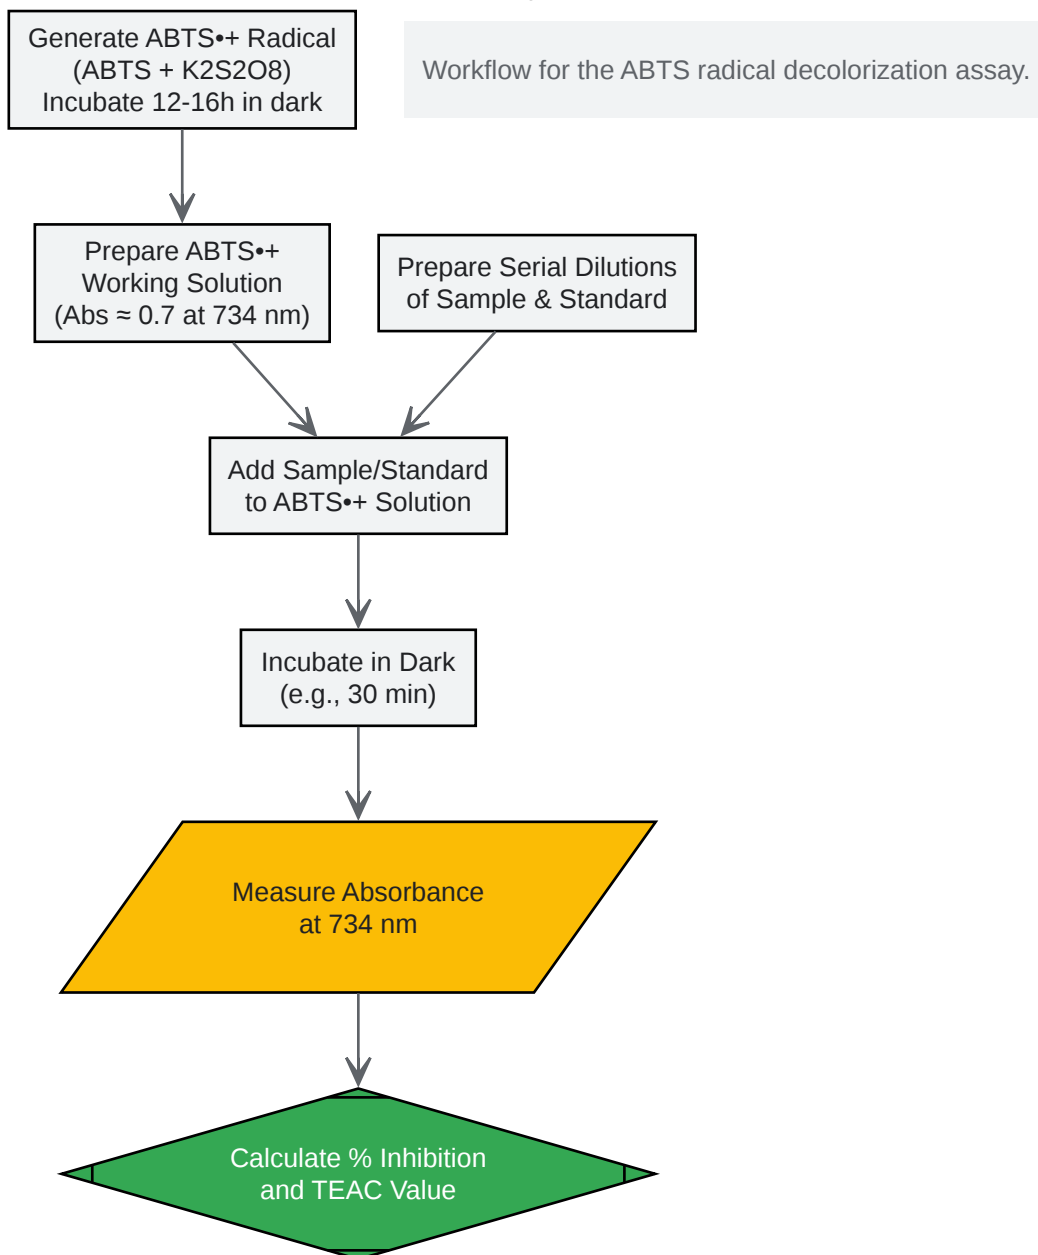 Generate ABTS•+ Radical
(ABTS + K2S2O8)
Incubate 12-16h in dark
Workflow for the ABTS radical decolorization assay.
Prepare ABTS•+
Working Solution
(Abs ≈ 0.7 at 734 nm)
Prepare Serial Dilutions
of Sample & Standard
Add Sample/Standard
to ABTS•+ Solution
Incubate in Dark
(e.g., 30 min)
Measure Absorbance
at 734 nm
Calculate % Inhibition
and TEAC Value